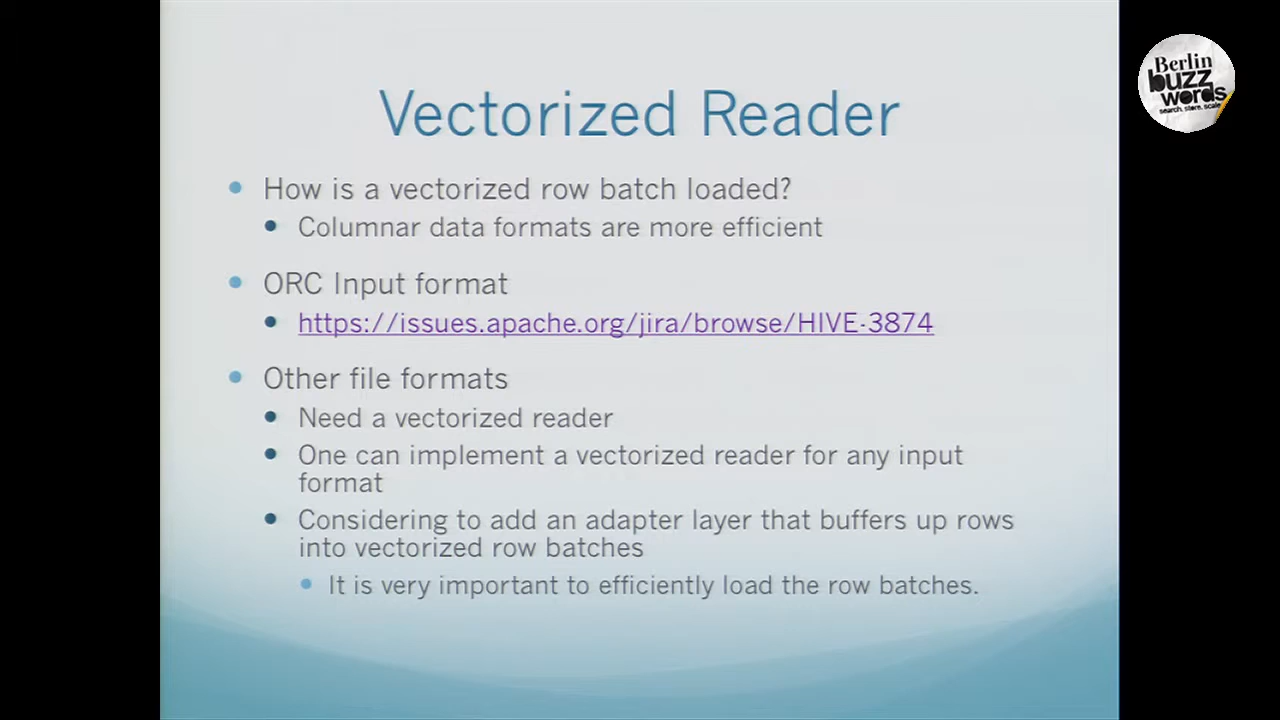 Vectorized Reader
How is a vectorized row batch loaded?
Columnar data formats are more efficient
ORC Input format
https://issues.apache.org/jira/browse/HIVE-3874
Other file formats
Need a vectorized reader
One can implement a vectorized reader for any input
format
Considering to add an adapter layer that buffers up rows
into vectorized row batches
It is very important to efficiently load the row batches.
Berlin
buzz
words
search. store. scale